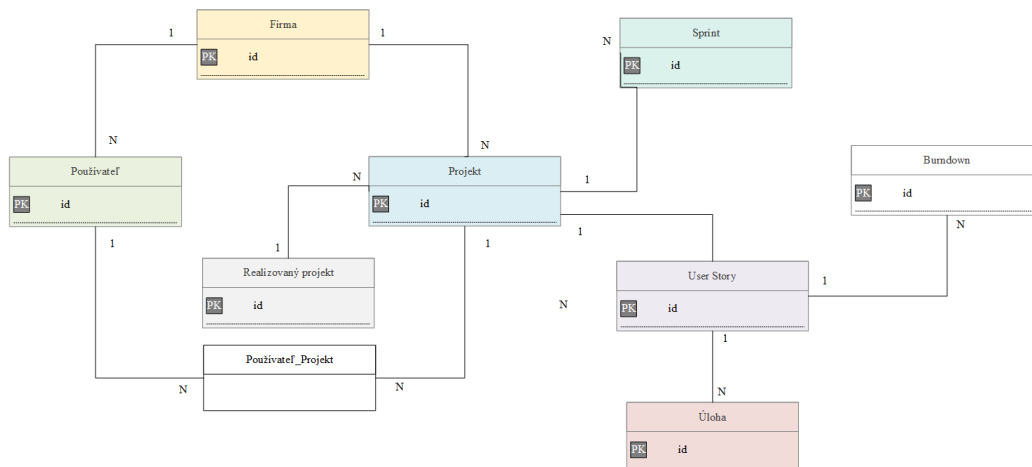 Firma
PK id
1
1
N
N
Sprint
PK id
N
1
Používateľ
PK id
1
Projekt
PK id
N
1
1
1
Burndown
PK id
N
Realizovaný projekt
PK id
User Story
PK id
1
N
1
Používateľ_Projekt
N
N
N
Úloha
PK id